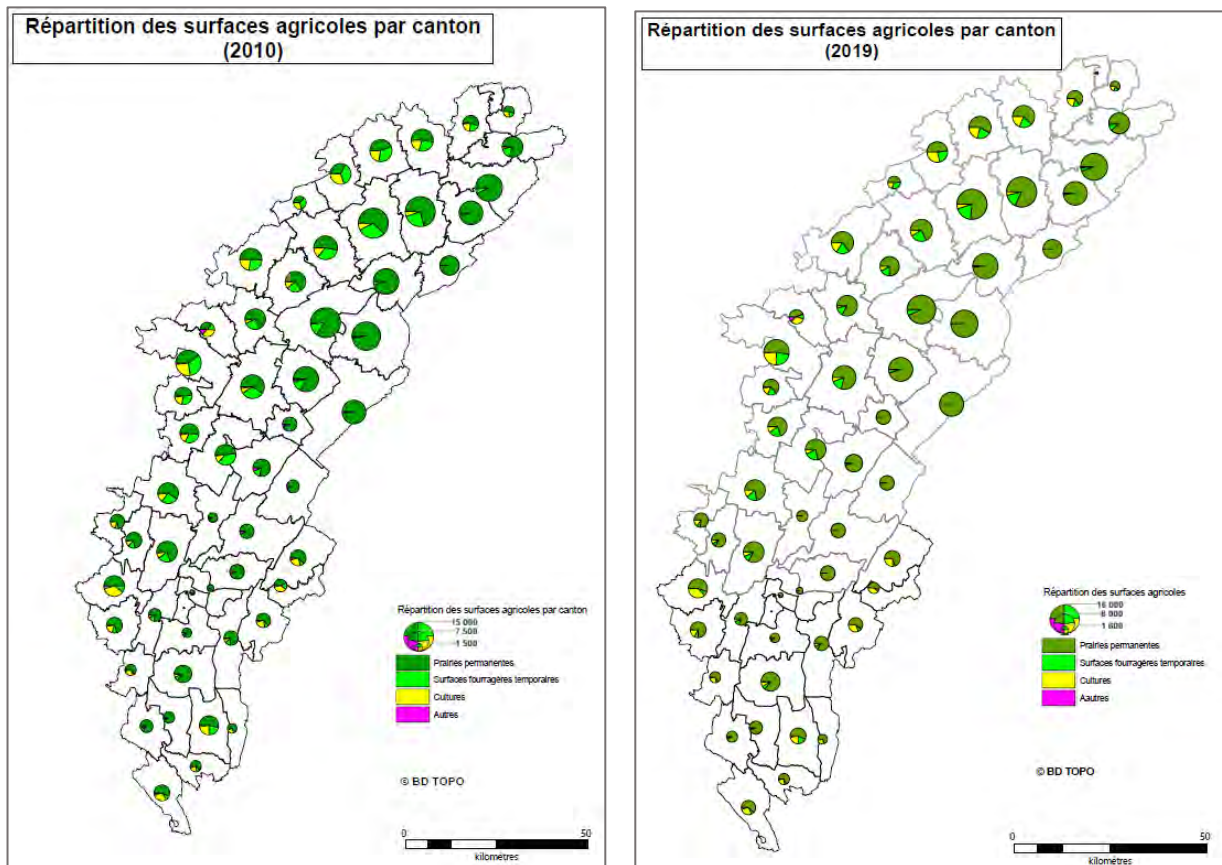 Répartition des surfaces agricoles par canton
(2010)
Répartition des surfaces agricoles par canton
15 000
7 500
1 500
Prairies permanentes
Surfaces fourragères temporaires
Cultures
Autres
© BD TOPO
0 50
kilomètres
Répartition des surfaces agricoles par canton
(2019)
Répartition des surfaces agricoles
16 000
8 000
1 600
Prairies permanentes
Surfaces fourragères temporaires
Cultures
Aautres
© BD TOPO
0 50
kilomètres